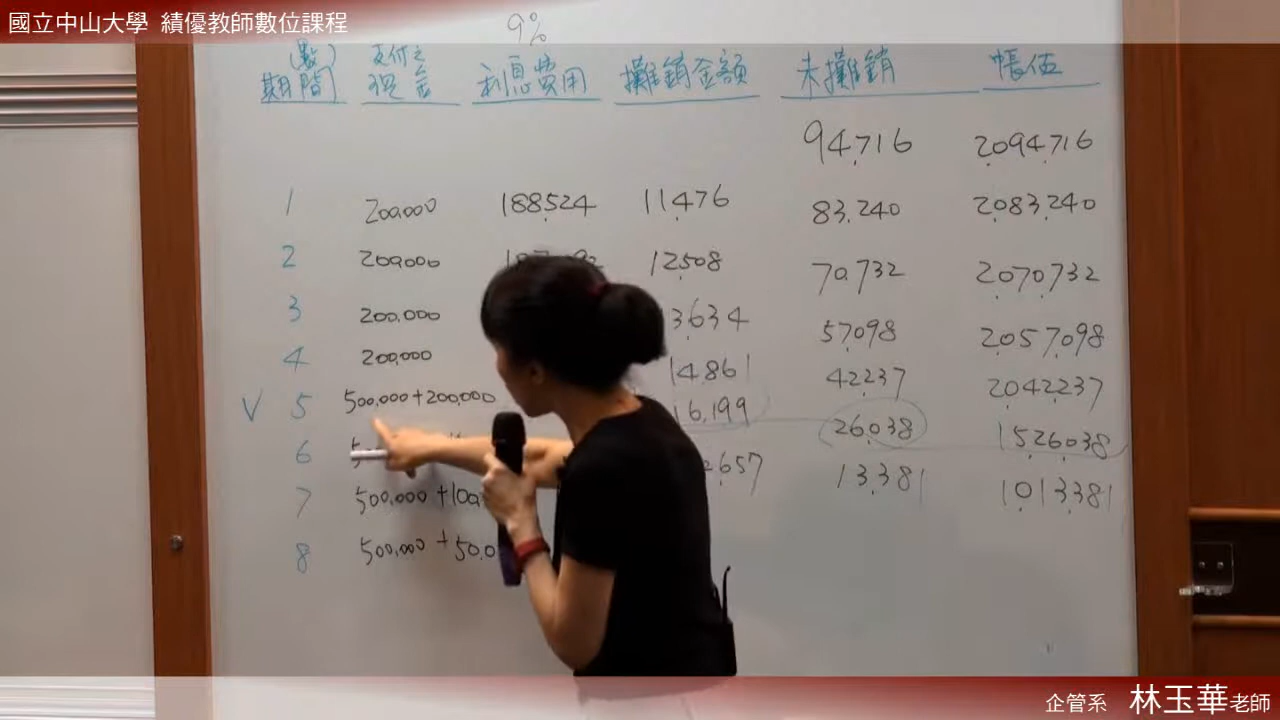 國立中山大學 績優教師數位課程
9%
期間(數) 支付之現金 利息費用 攤銷金額 未攤銷 帳值
94,716 2,094,716
1 200,000 188,524 11,476 83,240 2,083,240
2 200,000 12,508 70,732 2,070,732
3 200,000 3634 57,098 2,057,098
4 200,000 14,861 42,237 2,042,237
V 5 500,000+200,000 16,199 26,038 1,526,038
6 657 13,381 1,013,381
7 500,000+100
8 500,000+50,0
企管系 林玉華老師